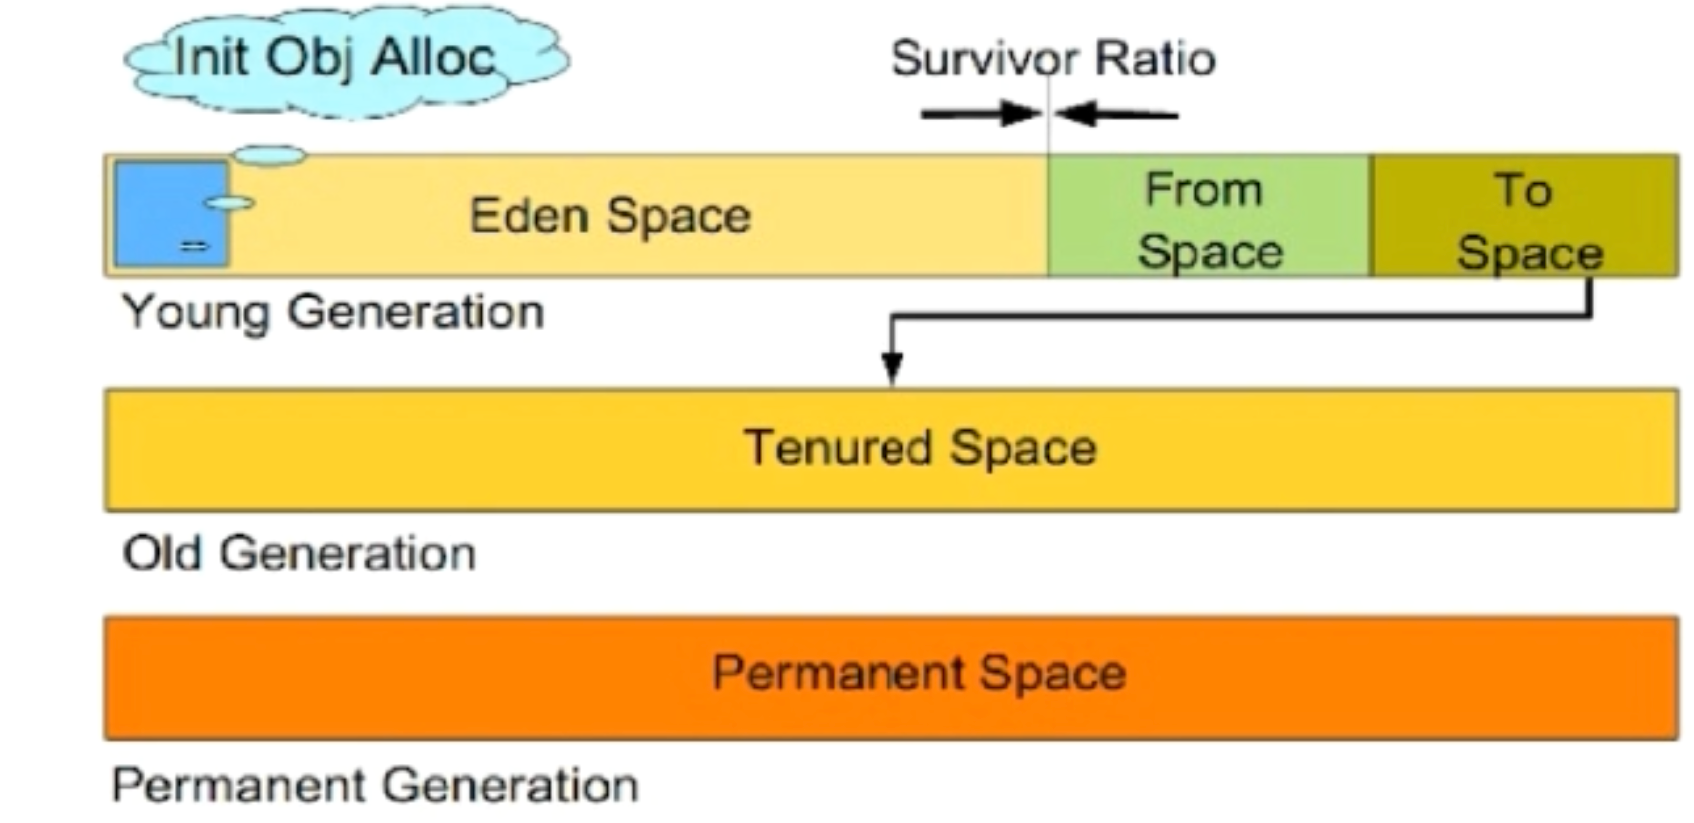 Init Obj Alloc
Survivor Ratio
Eden Space
From
Space
To
Space
Young Generation
Tenured Space
Old Generation
Permanent Space
Permanent Generation